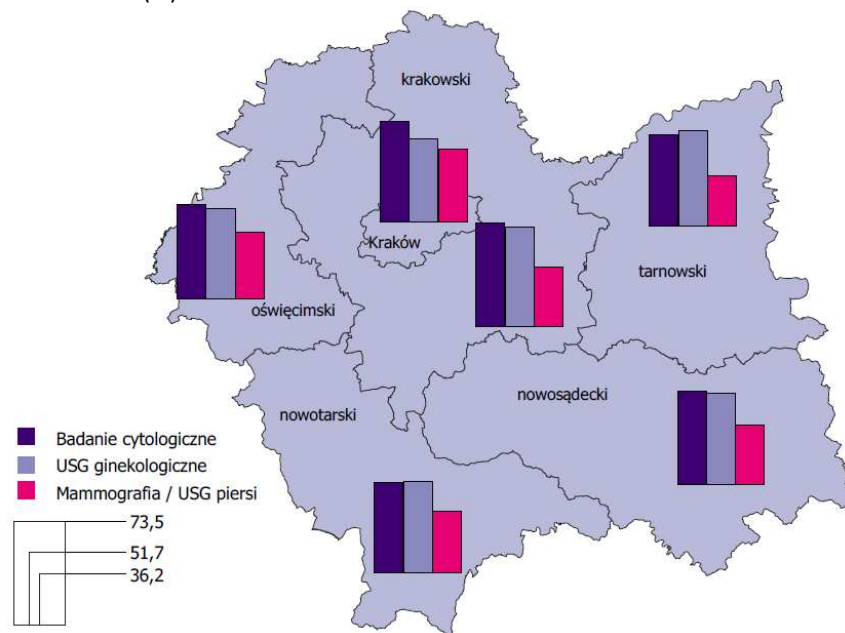 krakowski
Kraków
tarnowski
oświęcimski
nowosądecki
nowotarski
Badanie cytologiczne
USG ginekologiczne
Mammografia / USG piersi
73,5
51,7
36,2